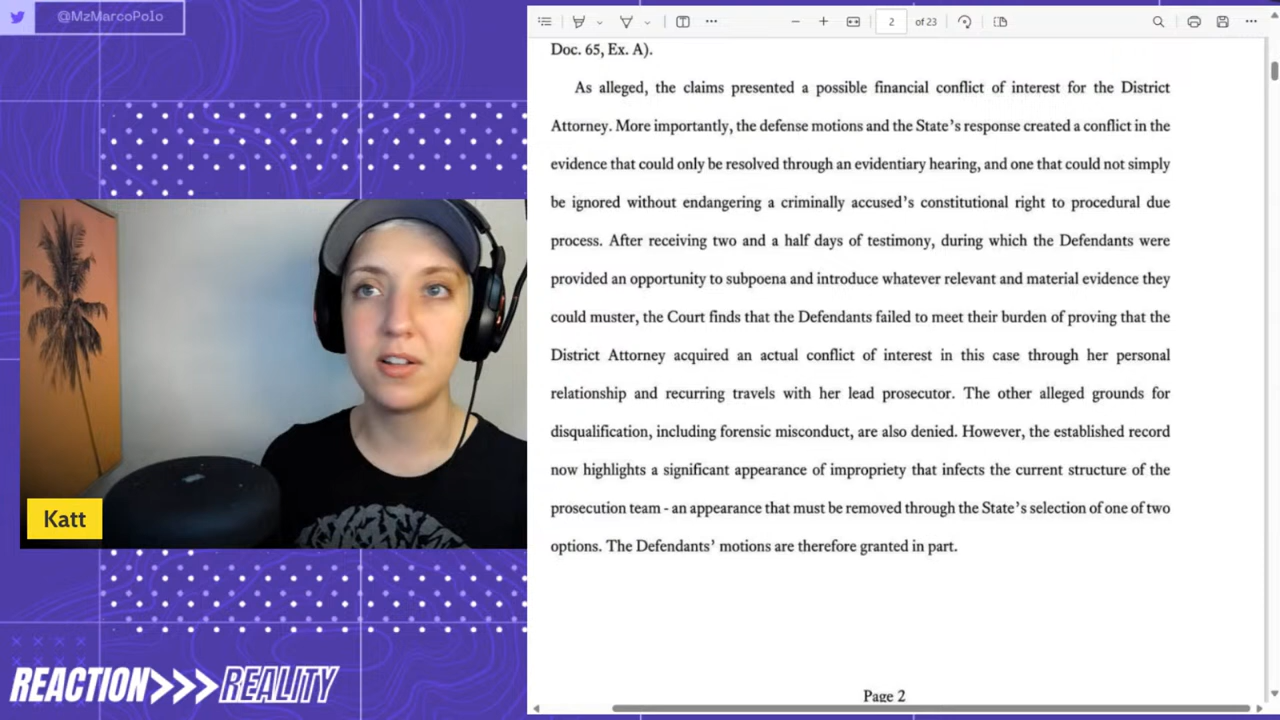 @MzMarcoPolo
2 of 23
Doc. 65, Ex. A).
As alleged, the claims presented a possible financial conflict of interest for the District
Attorney. More importantly, the defense motions and the State's response created a conflict in the
evidence that could only be resolved through an evidentiary hearing, and one that could not simply
be ignored without endangering a criminally accused's constitutional right to procedural due
process. After receiving two and a half days of testimony, during which the Defendants were
provided an opportunity to subpoena and introduce whatever relevant and material evidence they
could muster, the Court finds that the Defendants failed to meet their burden of proving that the
District Attorney acquired an actual conflict of interest in this case through her personal
relationship and recurring travels with her lead prosecutor. The other alleged grounds for
disqualification, including forensic misconduct, are also denied. However, the established record
now highlights a significant appearance of impropriety that infects the current structure of the
prosecution team - an appearance that must be removed through the State's selection of one of two
options. The Defendants' motions are therefore granted in part.
Page 2
Katt
REACTION>>>REALITY